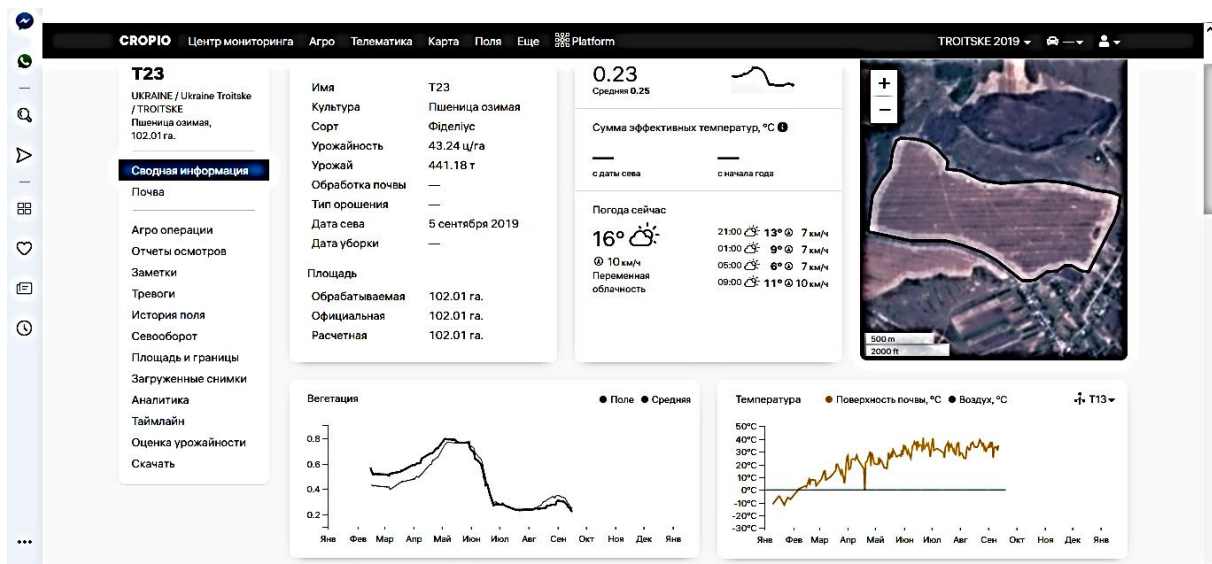 CROPIO Центр мониторинга Агро Телематика Карта Поля Еще Platform TROITSKE 2019 —
T23
UKRAINE / Ukraine Troitske
/ TROITSKE
Пшеница озимая,
102.01 га.
Сводная информация
Почва
Агро операции
Отчеты осмотров
Заметки
Тревоги
История поля
Севооборот
Площадь и границы
Загруженные снимки
Аналитика
Таймлайн
Оценка урожайности
Скачать
Имя T23
Культура Пшеница озимая
Сорт Фіделіус
Урожайность 43.24 ц/га
Урожай 441.18 т
Обработка почвы —
Тип орошения —
Дата сева 5 сентября 2019
Дата уборки —
Площадь
Обрабатываемая 102.01 га.
Официальная 102.01 га.
Расчетная 102.01 га.
0.23
Средняя 0.25
Сумма эффективных температур, °C
— —
с даты сева с начала года
Погода сейчас
16°
10 км/ч
Переменная
облачность
21:00 13° 7 км/ч
01:00 9° 7 км/ч
05:00 6° 7 км/ч
09:00 11° 10 км/ч
+
−
500 m
2000 ft
Вегетация Поле Средняя
0.8
0.6
0.4
0.2
Янв Фев Мар Апр Май Июн Июл Авг Сен Окт Ноя Дек Янв
Температура Поверхность почвы, °C Воздух, °C T13
50°C
40°C
30°C
20°C
10°C
0°C
-10°C
-20°C
-30°C
Янв Фев Мар Апр Май Июн Июл Авг Сен Окт Ноя Дек Янв